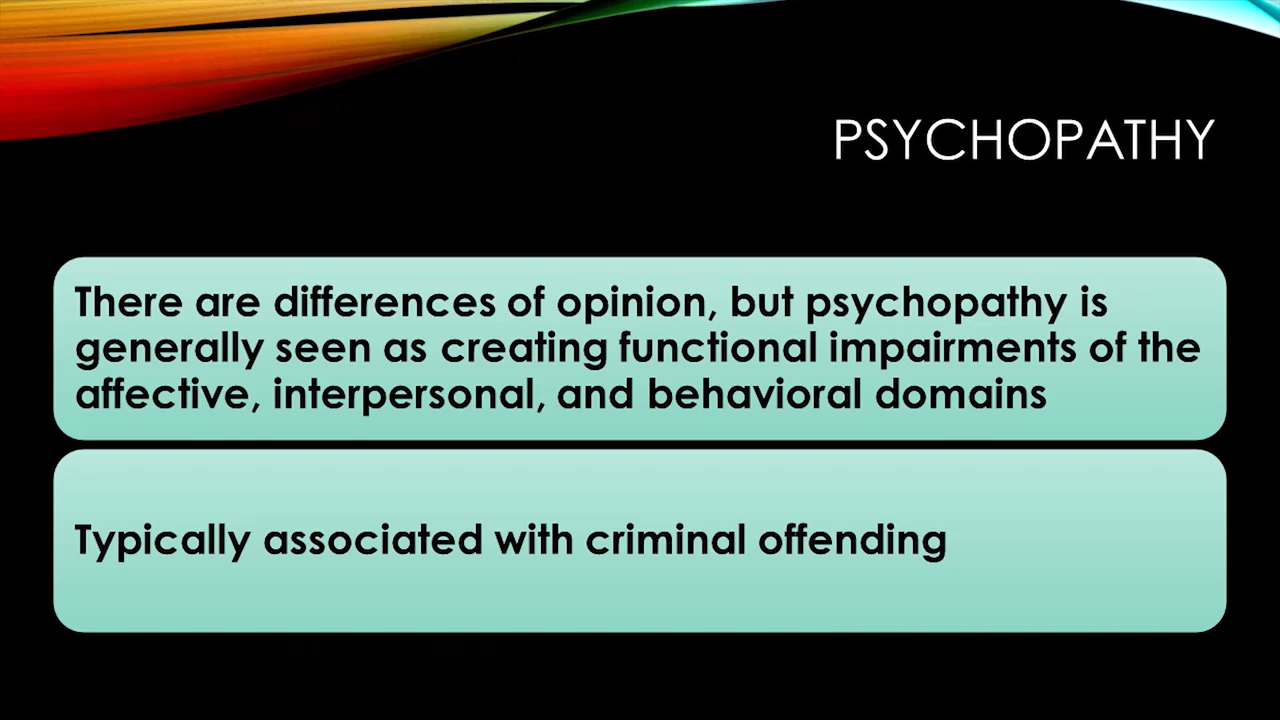 PSYCHOPATHY
There are differences of opinion, but psychopathy is
generally seen as creating functional impairments of the
affective, interpersonal, and behavioral domains
Typically associated with criminal offending